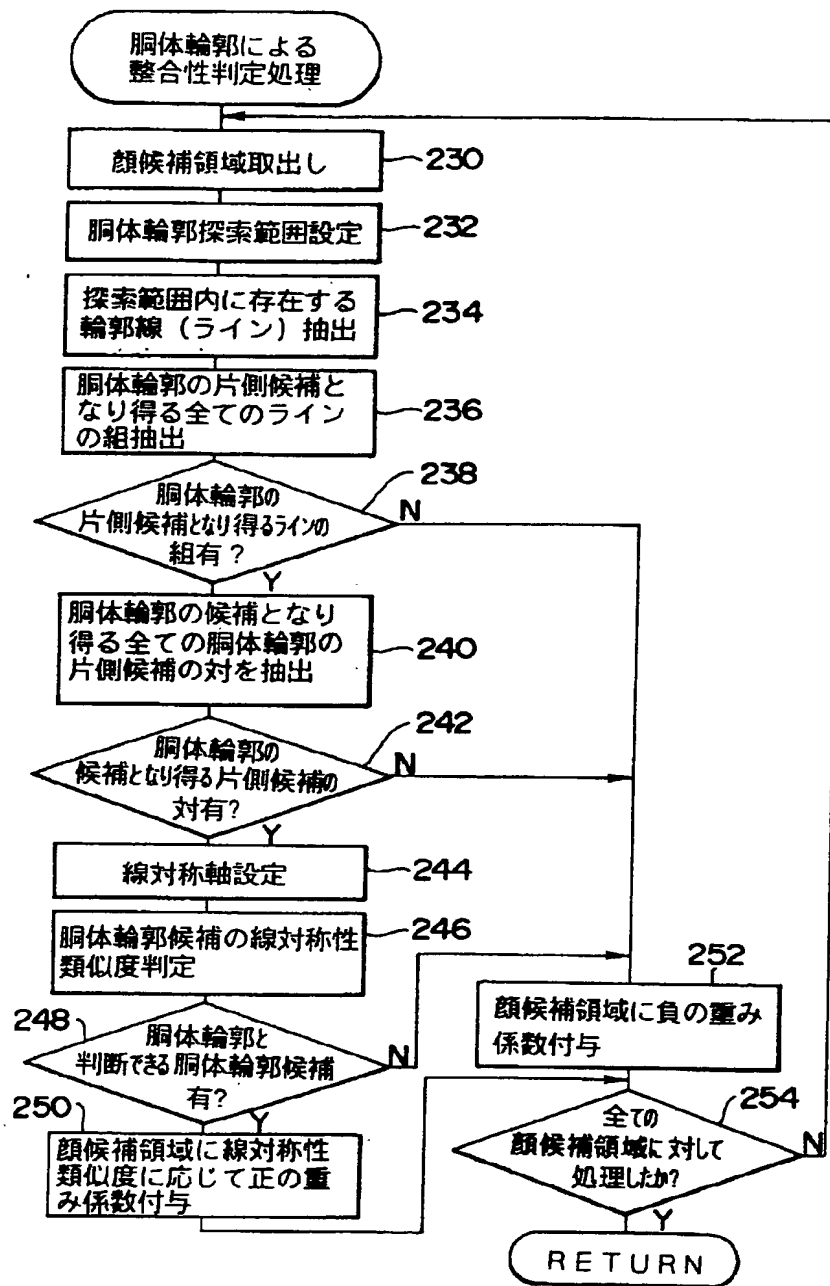 胴体輪郭による
整合性判定処理
顔候補領域取出し
230
胴体輪郭探索範囲設定
232
探索範囲内に存在する
輪郭線（ライン）抽出
234
胴体輪郭の片側候補と
なり得る全てのライン
の組抽出
236
238
胴体輪郭の
片側候補となり得るラインの
組有？
N
Y
胴体輪郭の候補となり
得る全ての胴体輪郭の
片側候補の対を抽出
240
242
胴体輪郭の
候補となり得る片側候補の
対有？
N
Y
線対称軸設定
244
胴体輪郭候補の線対称性
類似度判定
246
248
胴体輪郭と
判断できる胴体輪郭候補
有？
N
Y
250
顔候補領域に線対称性
類似度に応じて正の重
み係数付与
252
顔候補領域に負の重み
係数付与
254
全ての
顔候補領域に対して
処理したか？
N
Y
RETURN